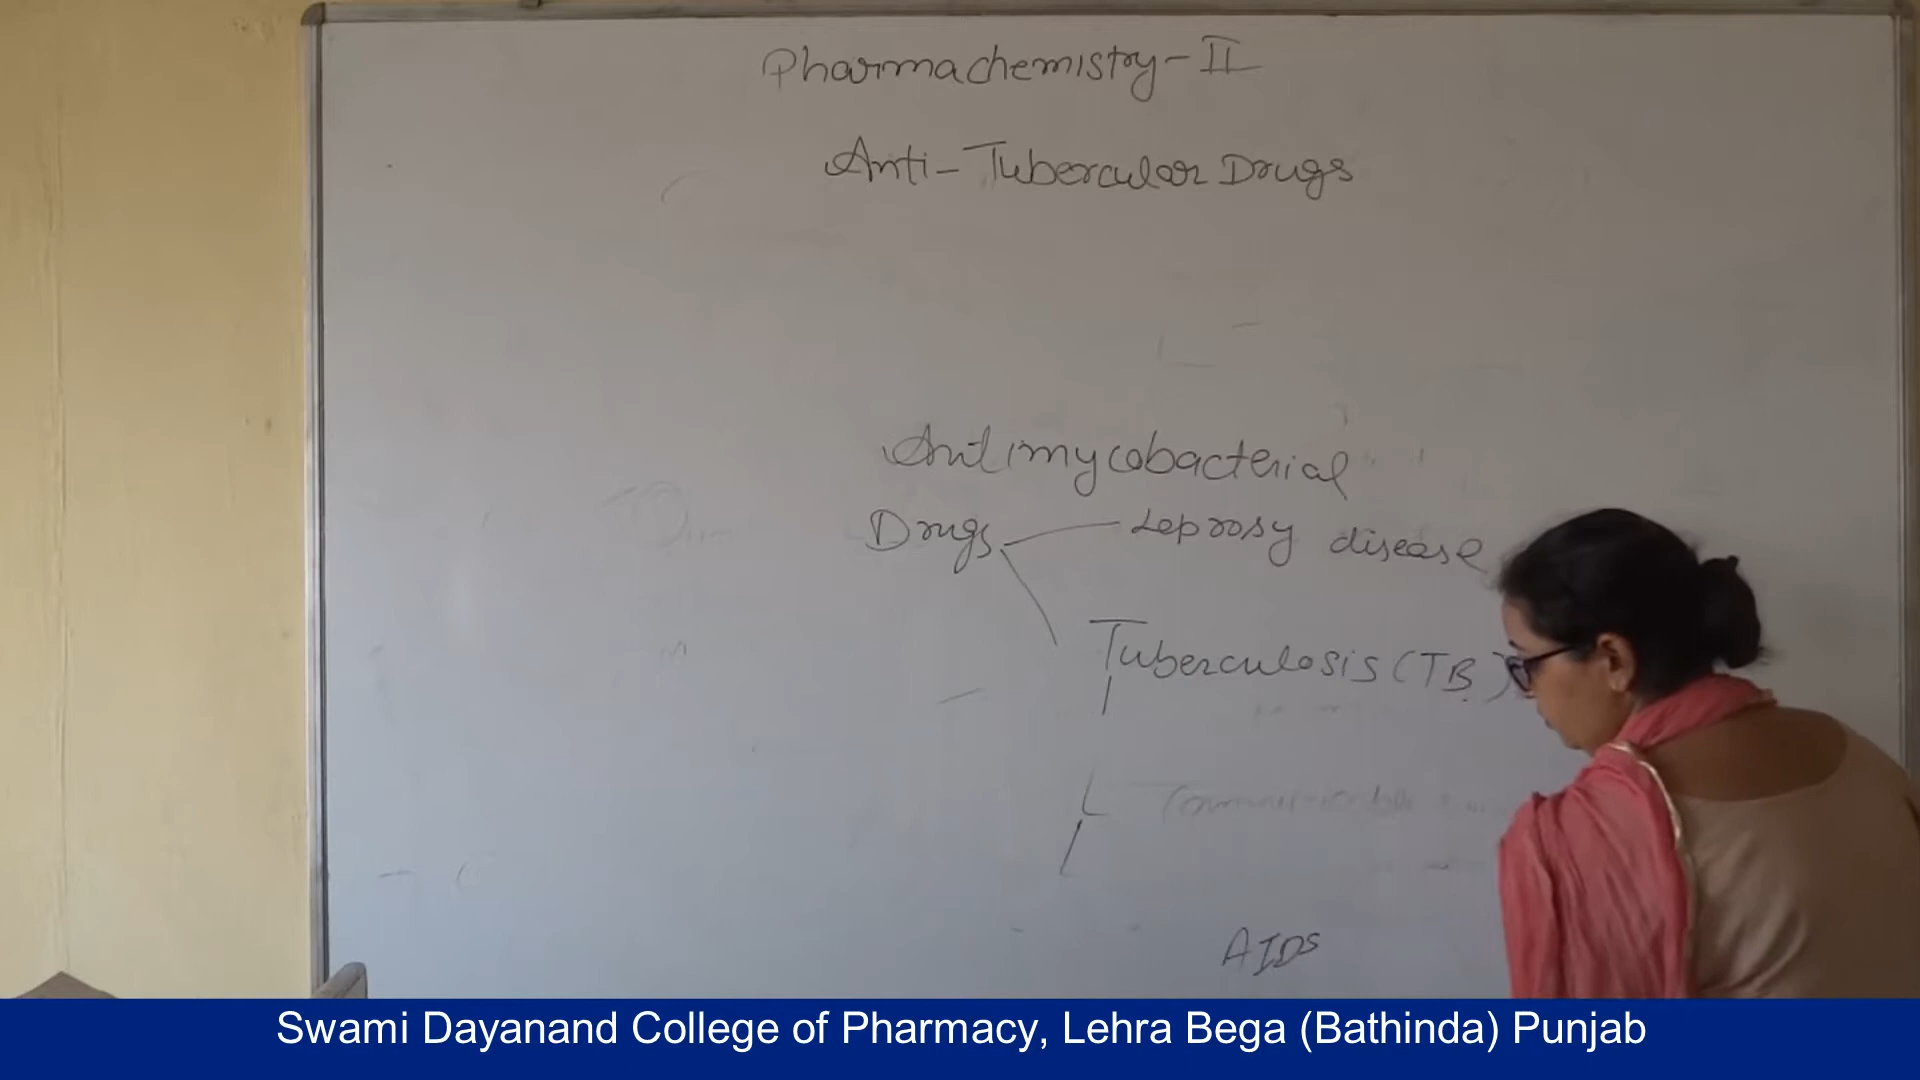 Pharmachemistry-II
Anti-Tubercular Drugs
Antimycobacterial
Drugs
Leprosy disease
Tuberculosis (TB)
AIDS
Swami Dayanand College of Pharmacy, Lehra Bega (Bathinda) Punjab